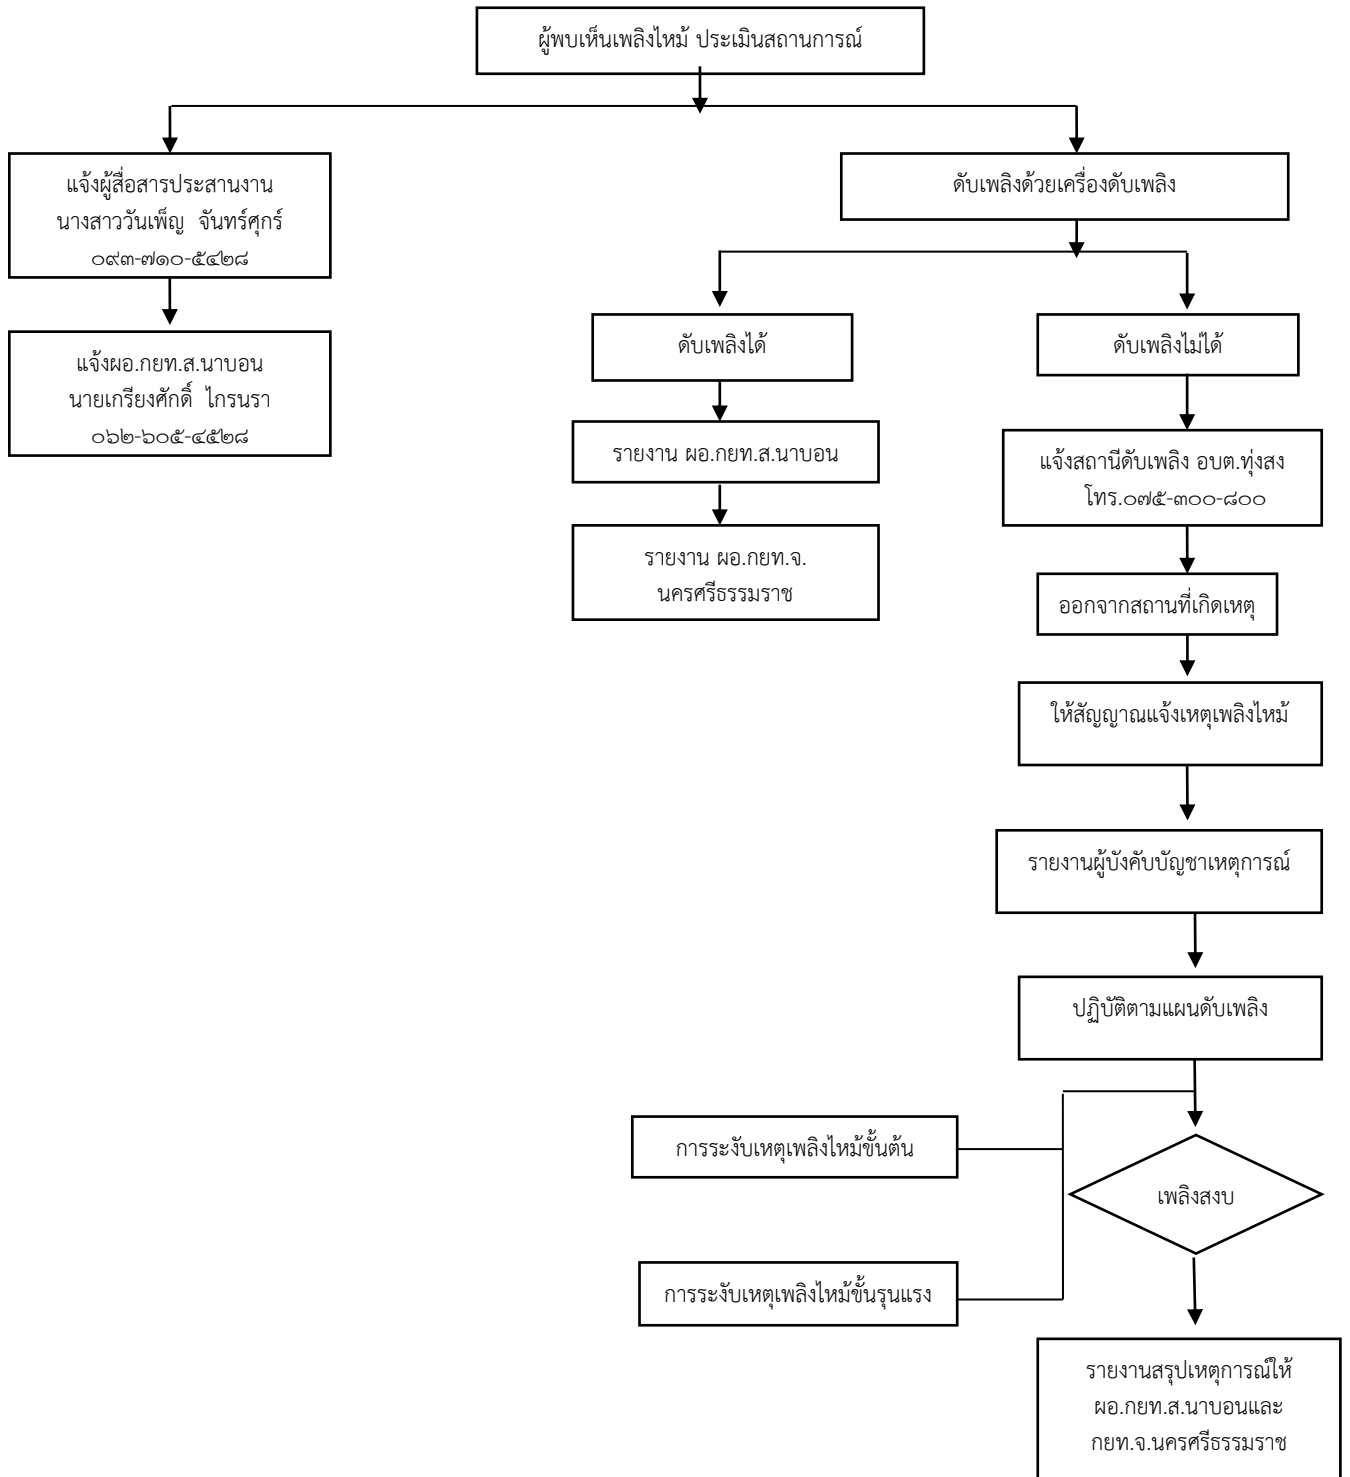 ผู้พบเห็นเพลิงไหม้ ประเมินสถานการณ์
แจ้งผู้สื่อสารประสานงาน
นางสาววันเพ็ญ จันทร์ศุกร์
๐๙๓-๗๑๐-๕๔๒๘
แจ้งผอ.กยท.ส.นาบอน
นายเกรียงศักดิ์ ไกรนรา
๐๖๒-๖๐๕-๔๕๒๘
ดับเพลิงด้วยเครื่องดับเพลิง
ดับเพลิงได้
รายงาน ผอ.กยท.ส.นาบอน
รายงาน ผอ.กยท.จ.
นครศรีธรรมราช
ดับเพลิงไม่ได้
แจ้งสถานีดับเพลิง อบต.ทุ่งสง
โทร.๐๗๕-๓๐๐-๘๐๐
ออกจากสถานที่เกิดเหตุ
ให้สัญญาณแจ้งเหตุเพลิงไหม้
รายงานผู้บังคับบัญชาเหตุการณ์
ปฏิบัติตามแผนดับเพลิง
การระงับเหตุเพลิงไหม้ขั้นต้น
เพลิงสงบ
การระงับเหตุเพลิงไหม้ขั้นรุนแรง
รายงานสรุปเหตุการณ์ให้
ผอ.กยท.ส.นาบอนและ
กยท.จ.นครศรีธรรมราช